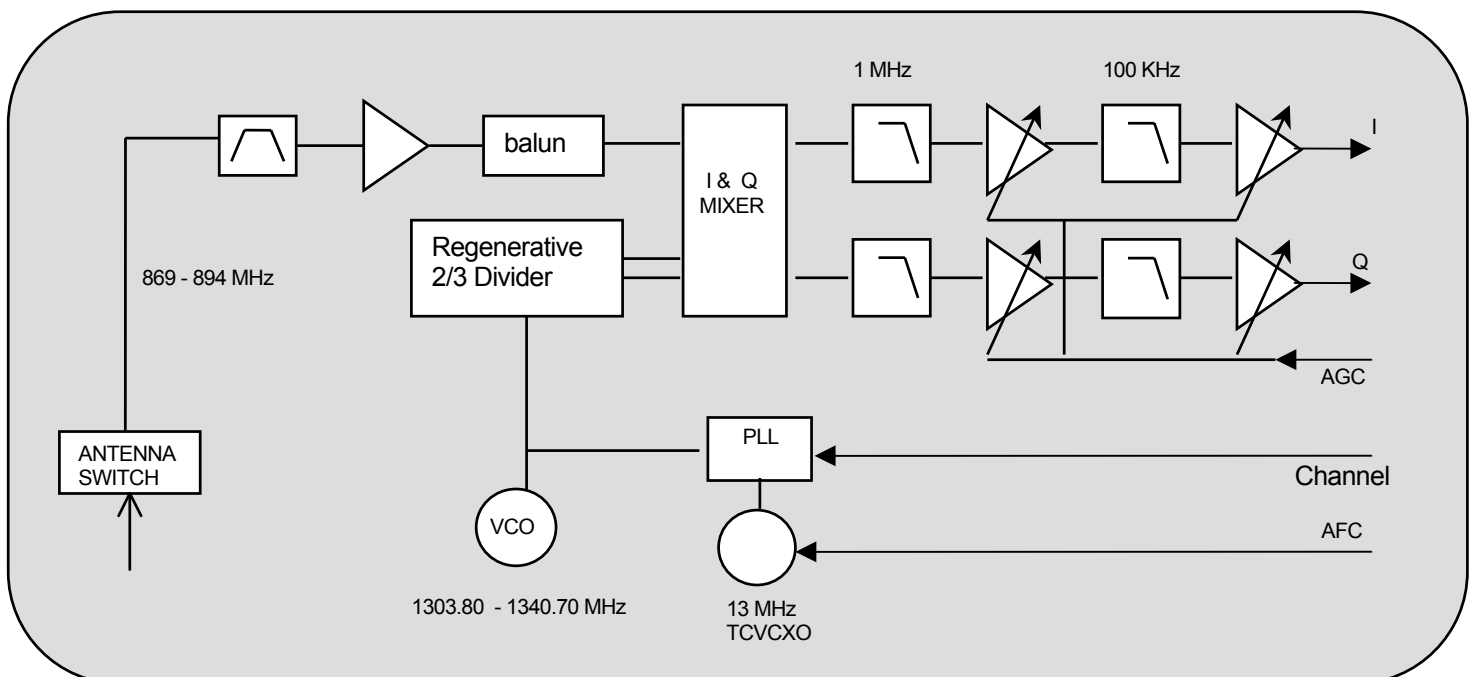 1 MHz
100 KHz
balun
I & Q
MIXER
I
Regenerative
2/3 Divider
869 - 894 MHz
Q
AGC
ANTENNA
SWITCH
PLL
Channel
VCO
AFC
1303.80 - 1340.70 MHz
13 MHz
TCVCXO